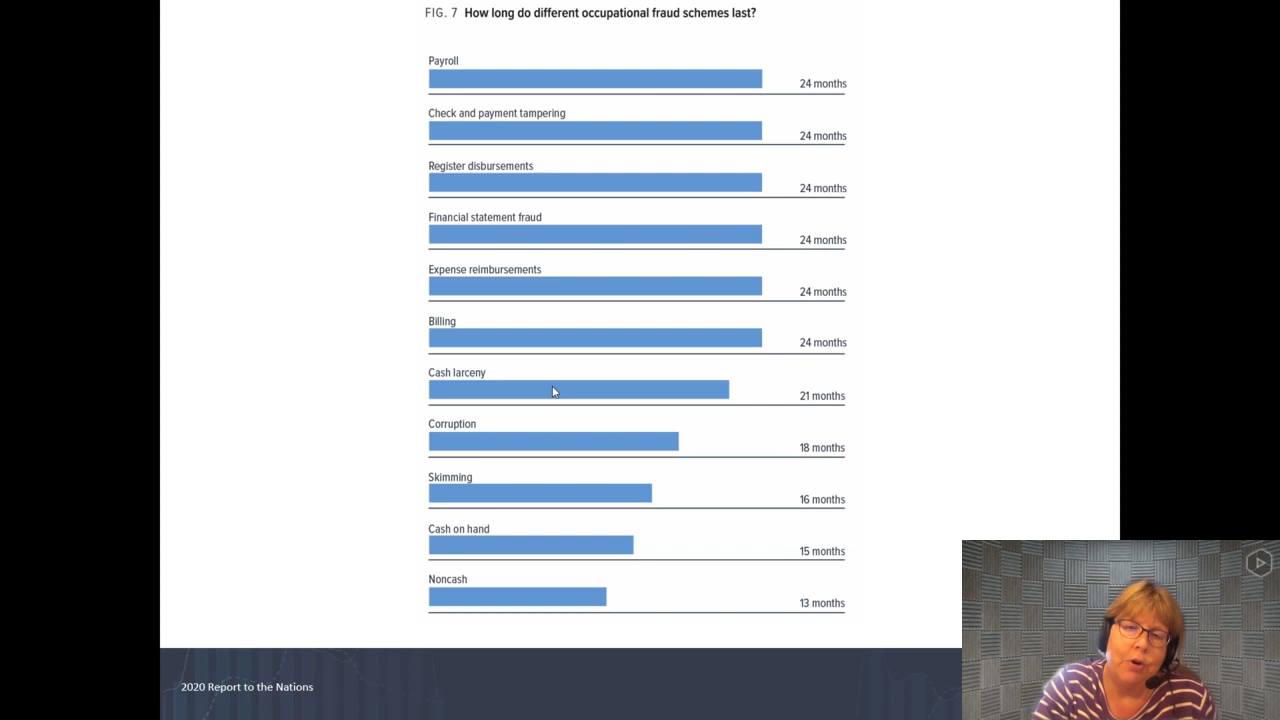 FIG. 7 How long do different occupational fraud schemes last?
Payroll
24 months
Check and payment tampering
24 months
Register disbursements
24 months
Financial statement fraud
24 months
Expense reimbursements
24 months
Billing
24 months
Cash larceny
21 months
Corruption
18 months
Skimming
16 months
Cash on hand
15 months
Noncash
13 months
2020 Report to the Nations